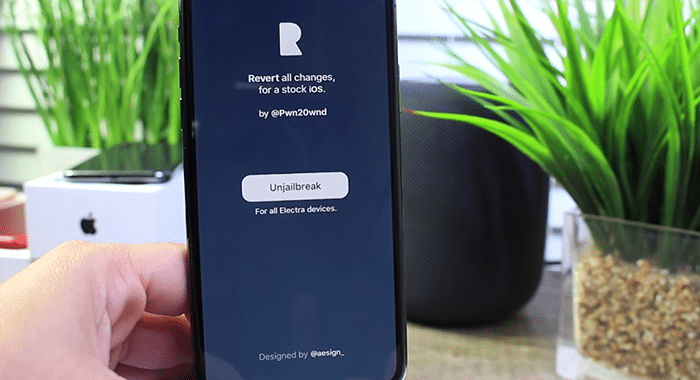 Revert all changes,
for a stock iOS.
by @Pwn20wnd
Unjailbreak
For all Electra devices.
Designed by @aesign_